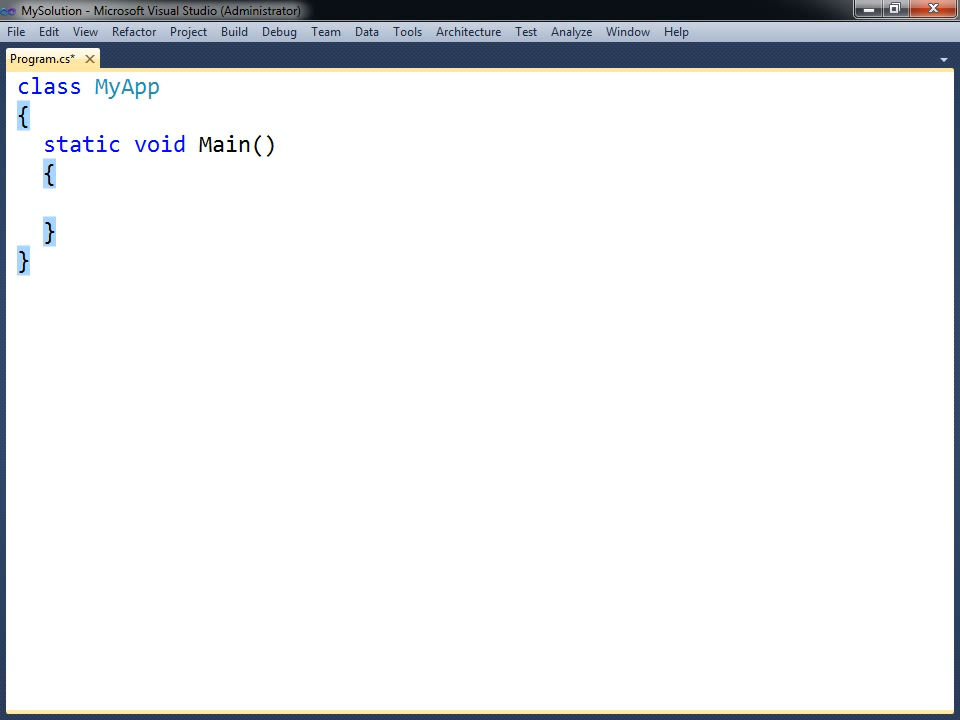 MySolution - Microsoft Visual Studio (Administrator)
File Edit View Refactor Project Build Debug Team Data Tools Architecture Test Analyze Window Help
Program.cs*
class MyApp
{
  static void Main()
  {
  }
}